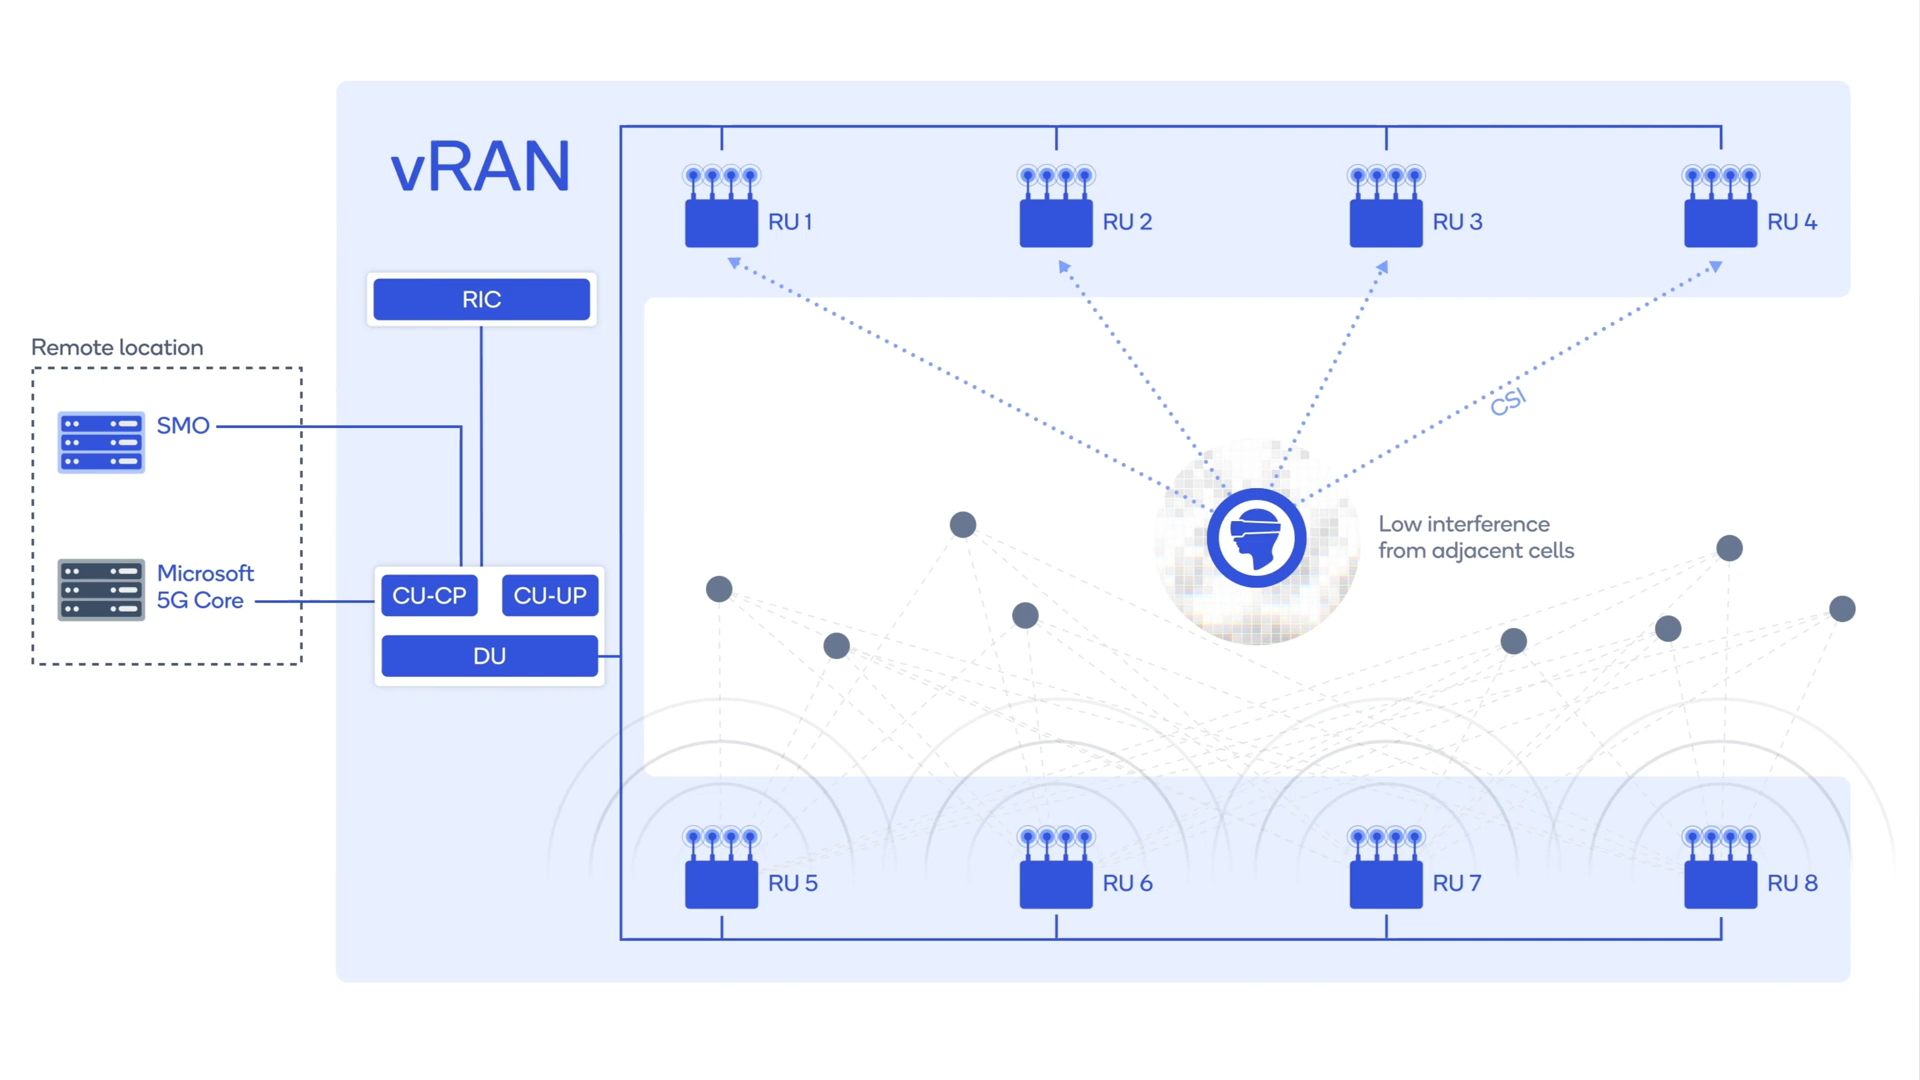 vRAN
RU 1
RU 2
RU 3
RU 4
RIC
Remote location
SMO
CSI
Low interference
from adjacent cells
Microsoft
5G Core
CU-CP
CU-UP
DU
RU 5
RU 6
RU 7
RU 8